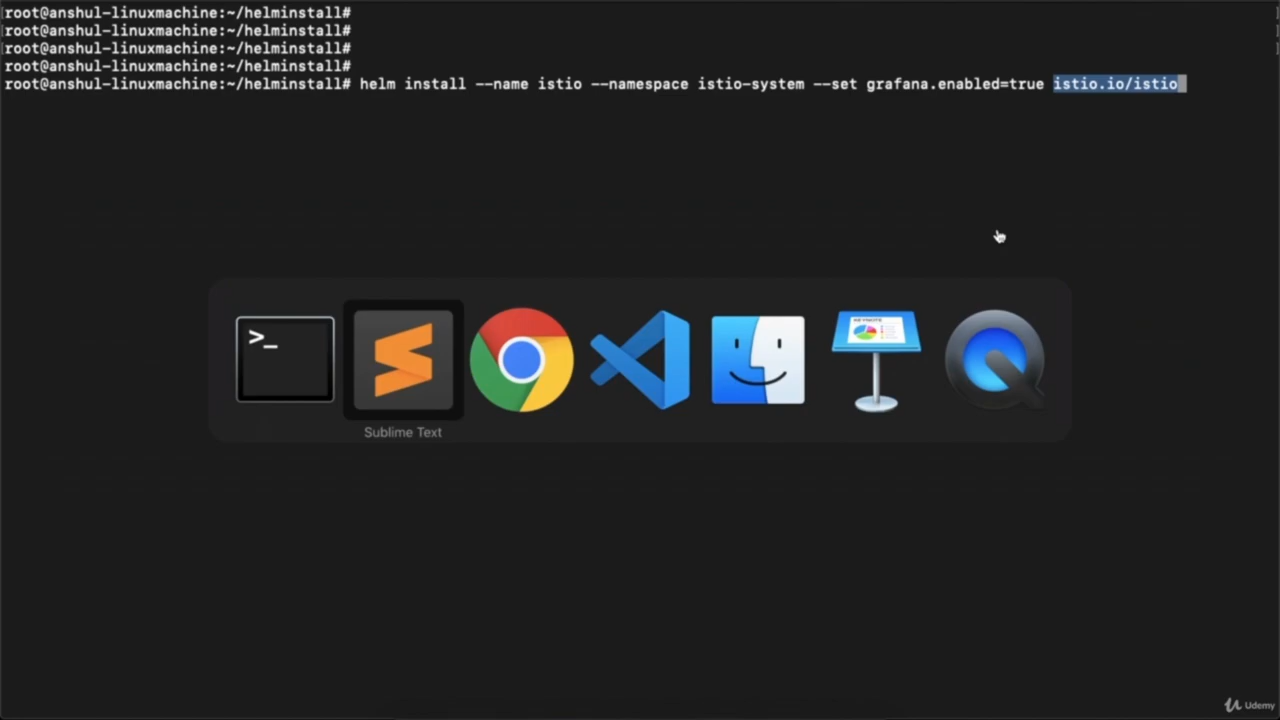 root@anshul-linuxmachine:~/helminstall#
root@anshul-linuxmachine:~/helminstall#
root@anshul-linuxmachine:~/helminstall#
root@anshul-linuxmachine:~/helminstall#
root@anshul-linuxmachine:~/helminstall# helm install --name istio --namespace istio-system --set grafana.enabled=true istio.io/istio
>_
KEYNOTE
Sublime Text
Udemy